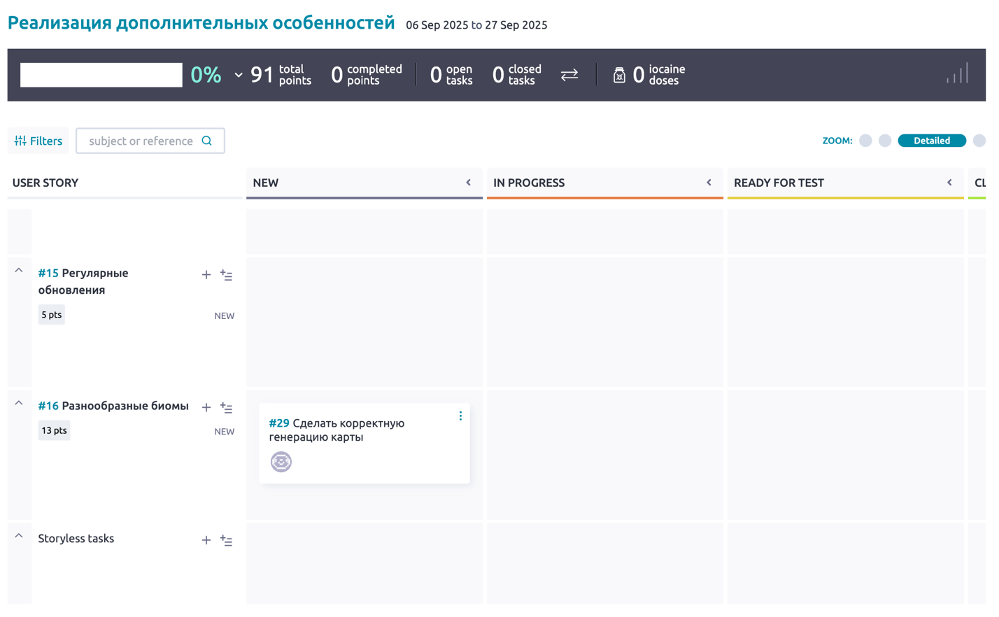 Реализация дополнительных особенностей 06 Sep 2025 to 27 Sep 2025
0% 91 total points 0 completed points 0 open tasks 0 closed tasks 0 iocaine doses
Filters subject or reference ZOOM: Detailed
USER STORY NEW IN PROGRESS READY FOR TEST CL
#15 Регулярные
обновления
5 pts NEW
#16 Разнообразные биомы
13 pts NEW
#29 Сделать корректную
генерацию карты
Storyless tasks